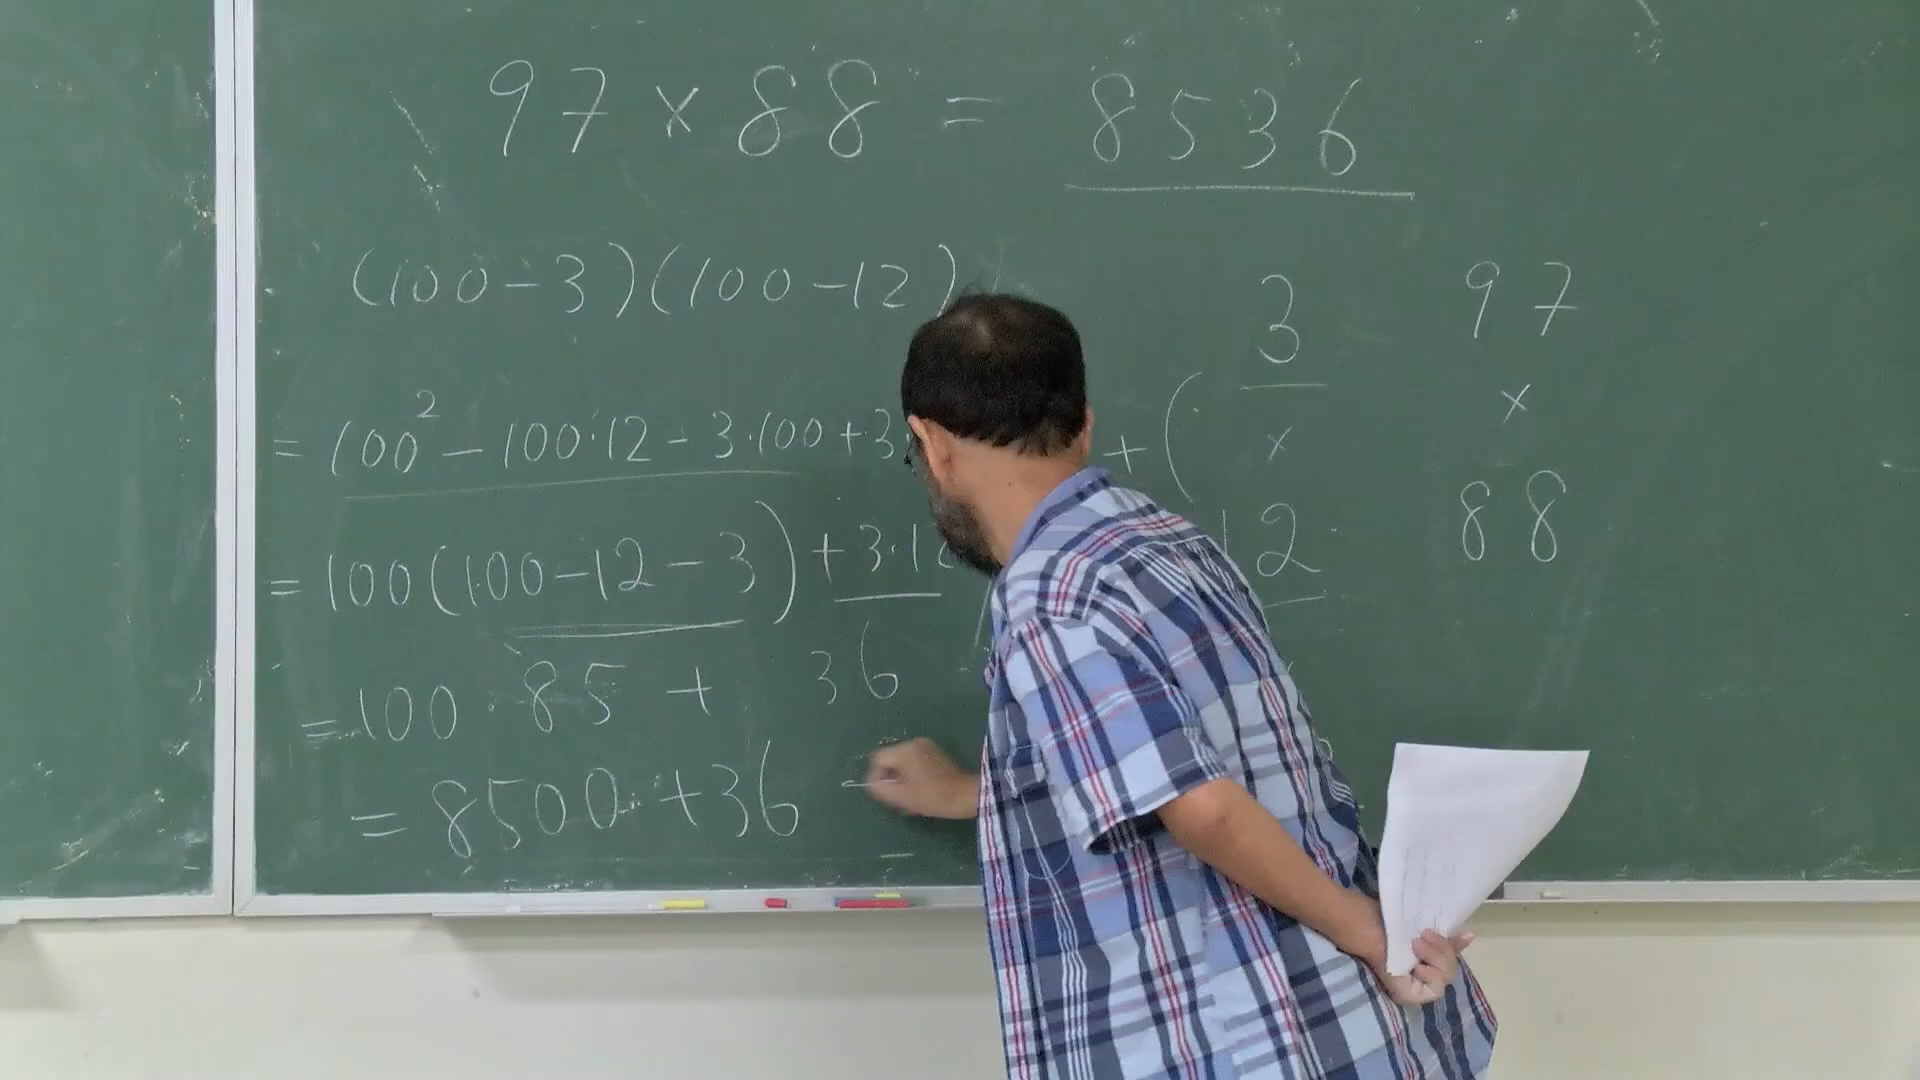 97 × 88 = 8536
(100-3)(100-12)
= 100² - 100·12 - 3·100 + 3·
= 100(100-12-3) + 3·1
= 100 · 85 + 36
= 8500 + 36
+ (
3
×
12
97
×
88